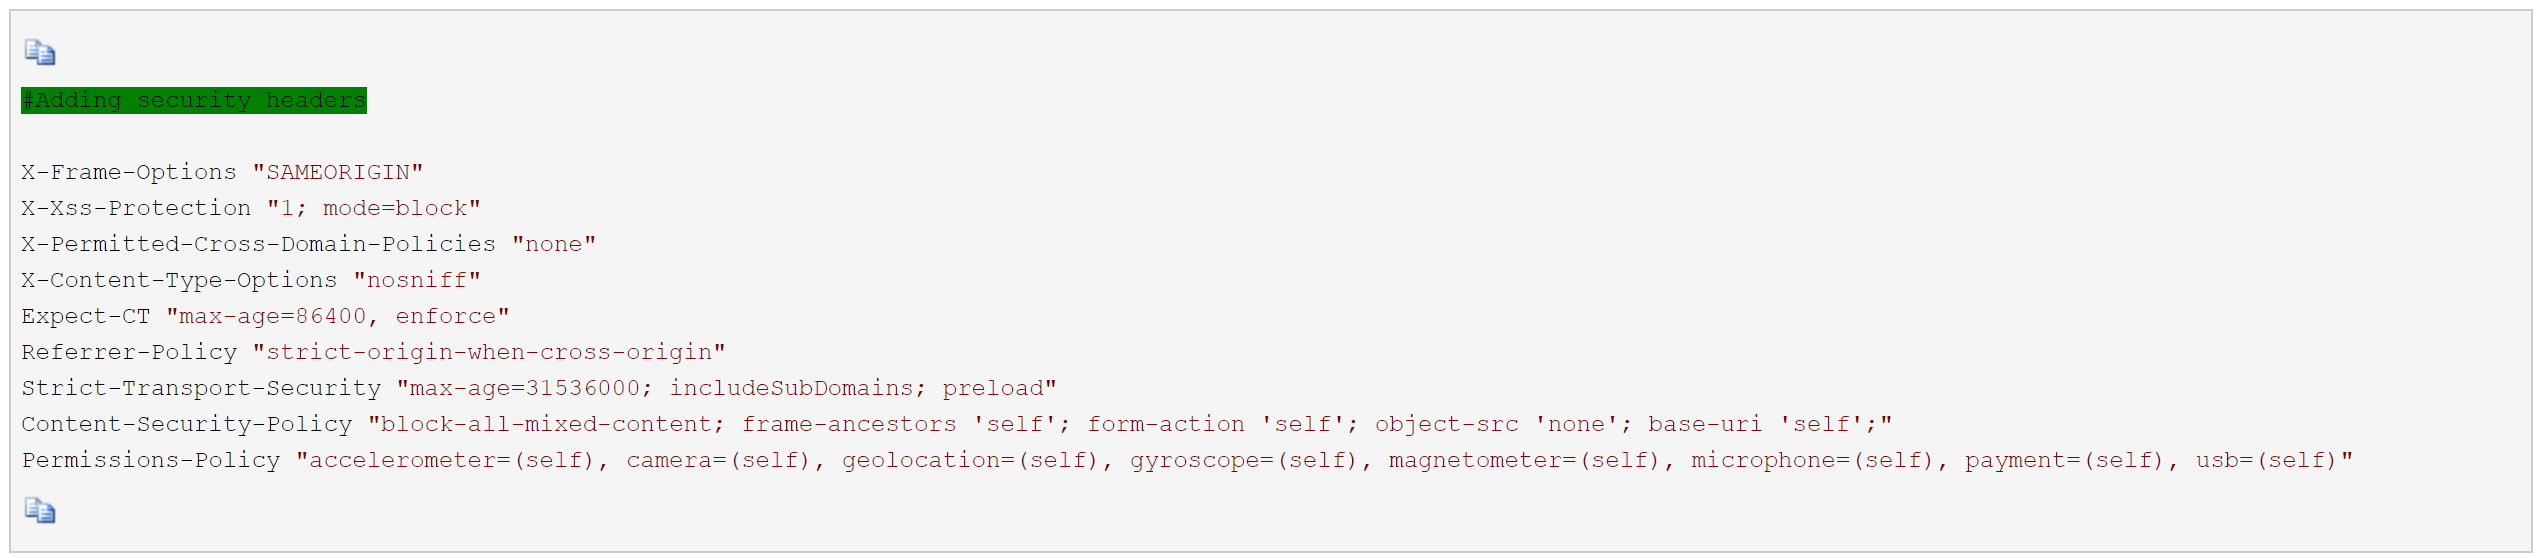 #Adding security headers
X-Frame-Options "SAMEORIGIN"
X-Xss-Protection "1; mode=block"
X-Permitted-Cross-Domain-Policies "none"
X-Content-Type-Options "nosniff"
Expect-CT "max-age=86400, enforce"
Referrer-Policy "strict-origin-when-cross-origin"
Strict-Transport-Security "max-age=31536000; includeSubDomains; preload"
Content-Security-Policy "block-all-mixed-content; frame-ancestors 'self'; form-action 'self'; object-src 'none'; base-uri 'self';"
Permissions-Policy "accelerometer=(self), camera=(self), geolocation=(self), gyroscope=(self), magnetometer=(self), microphone=(self), payment=(self), usb=(self)"